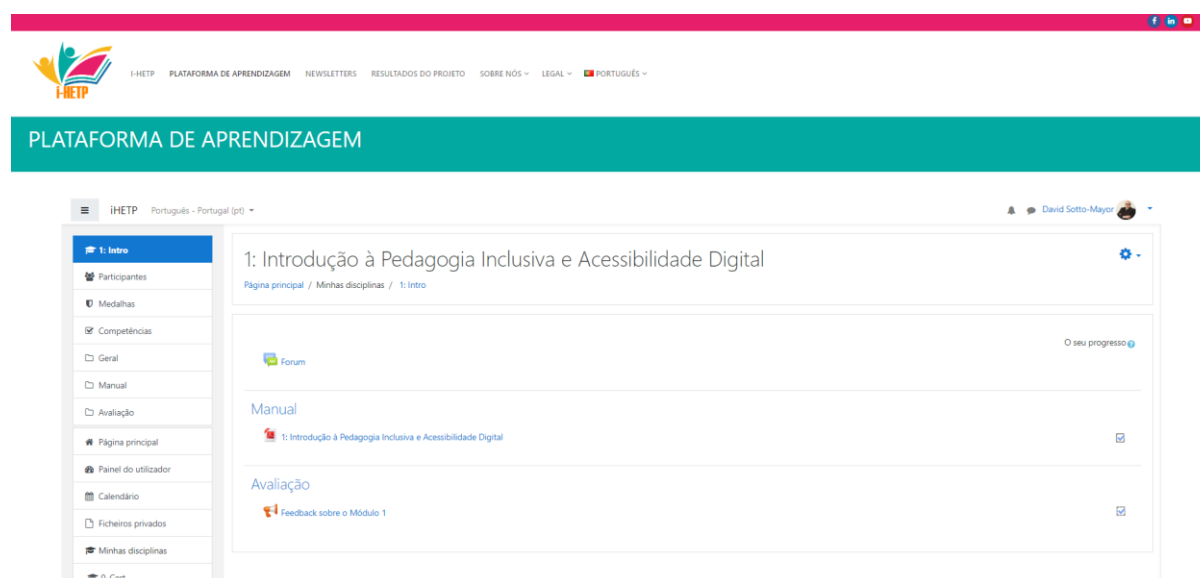 i-HETP
I-HETP PLATAFORMA DE APRENDIZAGEM NEWSLETTERS RESULTADOS DO PROJETO SOBRE NÓS LEGAL PORTUGUÊS
PLATAFORMA DE APRENDIZAGEM
iHETP Português - Portugal (pt) David Sotto-Mayor
1: Intro
Participantes
Medalhas
Competências
Geral
Manual
Avaliação
Página principal
Painel do utilizador
Calendário
Ficheiros privados
Minhas disciplinas
1: Introdução à Pedagogia Inclusiva e Acessibilidade Digital
Página principal / Minhas disciplinas / 1: Intro
O seu progresso
Forum
Manual
1: Introdução à Pedagogia Inclusiva e Acessibilidade Digital
Avaliação
Feedback sobre o Módulo 1